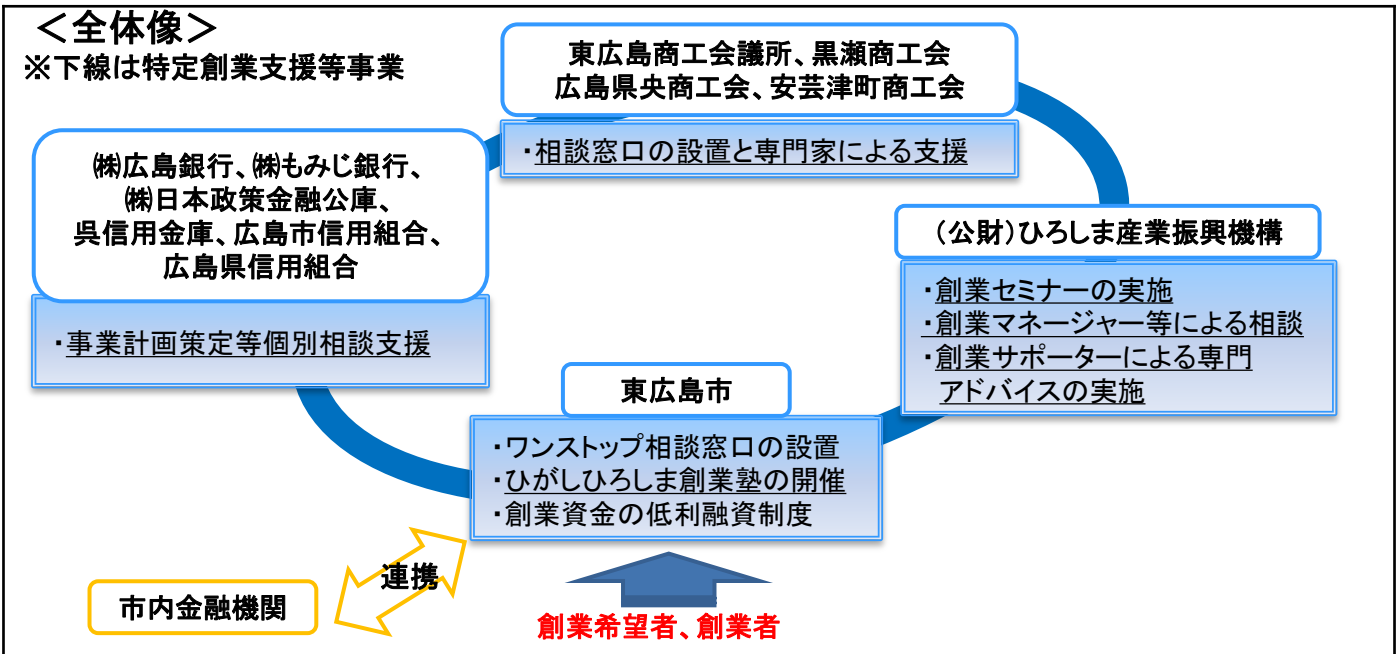 <全体像>
※下線は特定創業支援等事業
東広島商工会議所、黒瀬商工会
広島県央商工会、安芸津町商工会
・相談窓口の設置と専門家による支援
㈱広島銀行、㈱もみじ銀行、
㈱日本政策金融公庫、
呉信用金庫、広島市信用組合、
広島県信用組合
・事業計画策定等個別相談支援
(公財)ひろしま産業振興機構
・創業セミナーの実施
・創業マネージャー等による相談
・創業サポーターによる専門
アドバイスの実施
東広島市
・ワンストップ相談窓口の設置
・ひがしひろしま創業塾の開催
・創業資金の低利融資制度
連携
市内金融機関
創業希望者、創業者